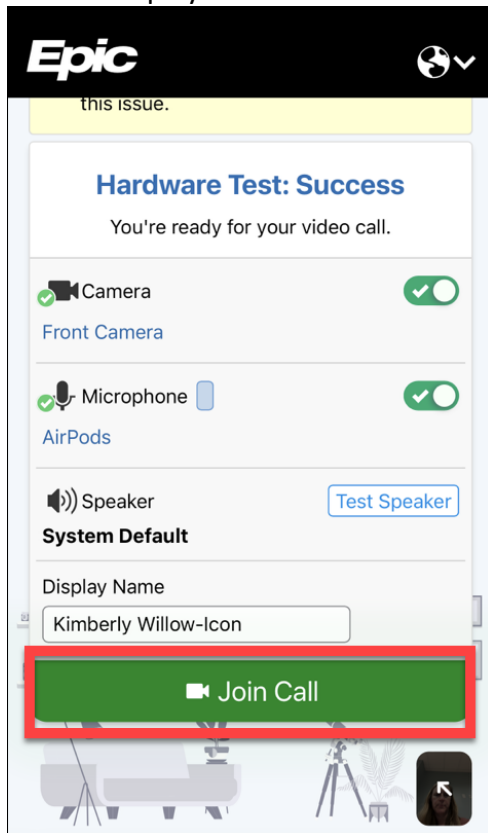 Epic
this issue.
Hardware Test: Success
You're ready for your video call.
Camera
Front Camera
Microphone
AirPods
Speaker
Test Speaker
System Default
Display Name
Kimberly Willow-Icon
Join Call